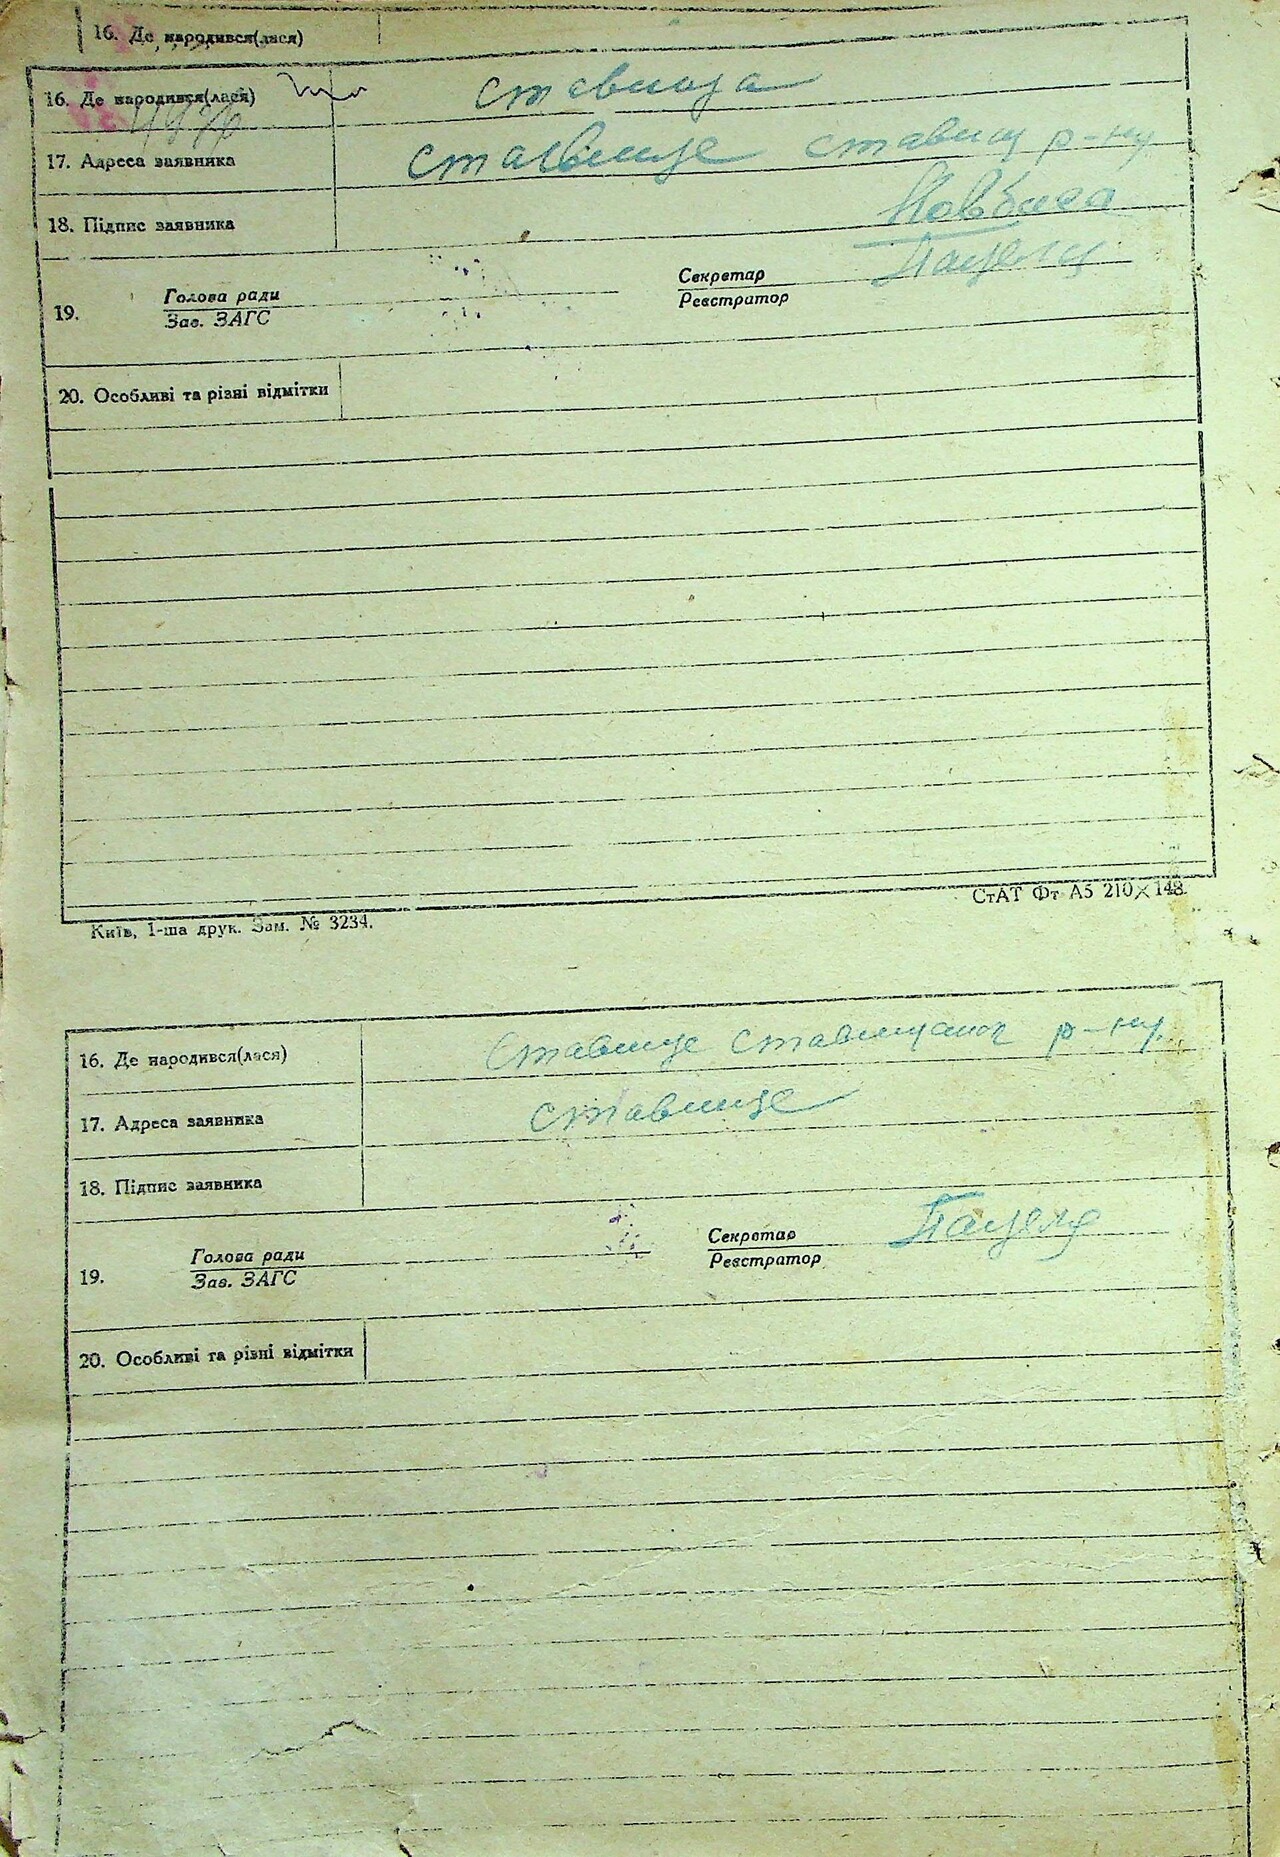 16. Де народився(лася)
16. Де народився(лася) ставища
17. Адреса заявника ставище ставищ р-ну
18. Підпис заявника Ковбаса
19. Голова ради Секретар
Зав. ЗАГС Реєстратор
20. Особливі та різні відмітки
Київ, 1-ша друк. Зам. № 3234. СтАТ Фт А5 210×148.
16. Де народився(лася) Ставище р-ну
17. Адреса заявника ставище
18. Підпис заявника
19. Голова ради Секретар
Зав. ЗАГС Реєстратор
20. Особливі та різні відмітки